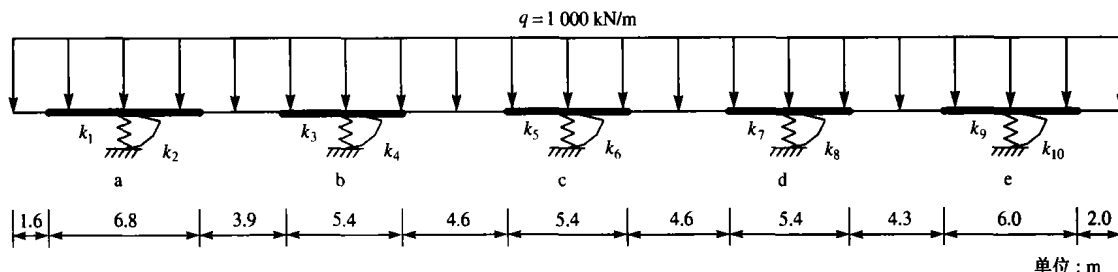 q = 1 000 kN/m
k₁ k₂ k₃ k₄ k₅ k₆ k₇ k₈ k₉ k₁₀
a b c d e
1.6 6.8 3.9 5.4 4.6 5.4 4.6 5.4 4.3 6.0 2.0
单位:m